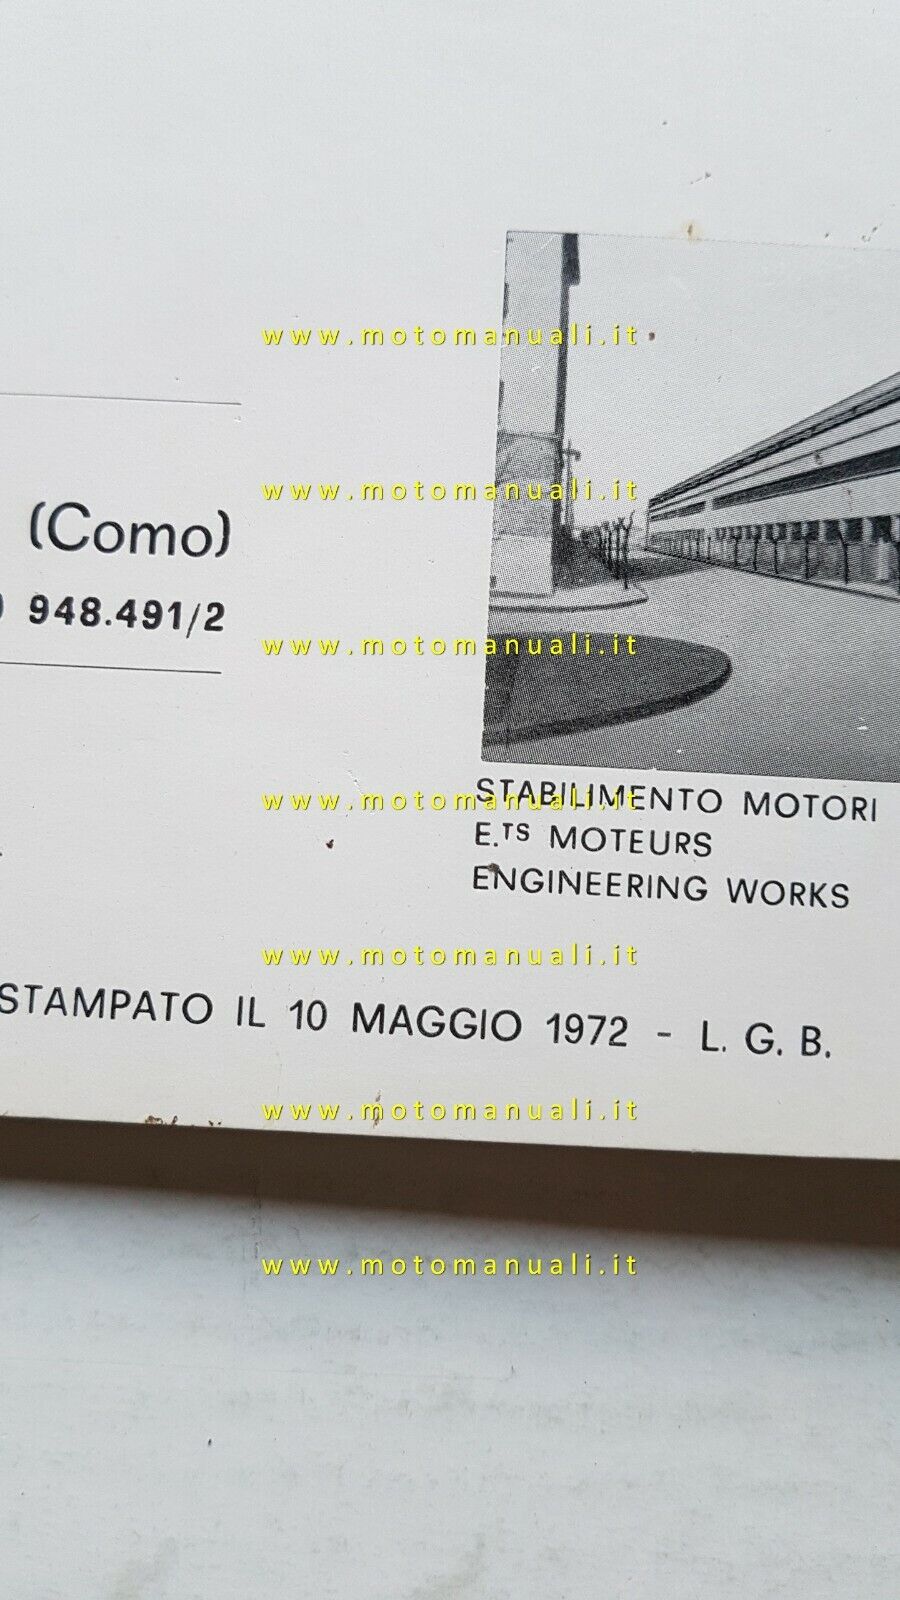 www.motomanuali.it
www.motomanuali.it
(Como)
948.491/2
www.motomanuali.it
STABILIMENTO MOTORI
www.motomanuali.it
E.TS MOTEURS
ENGINEERING WORKS
www.motomanuali.it
STAMPATO IL 10 MAGGIO 1972 - L. G. B.
www.motomanuali.it
www.motomanuali.it